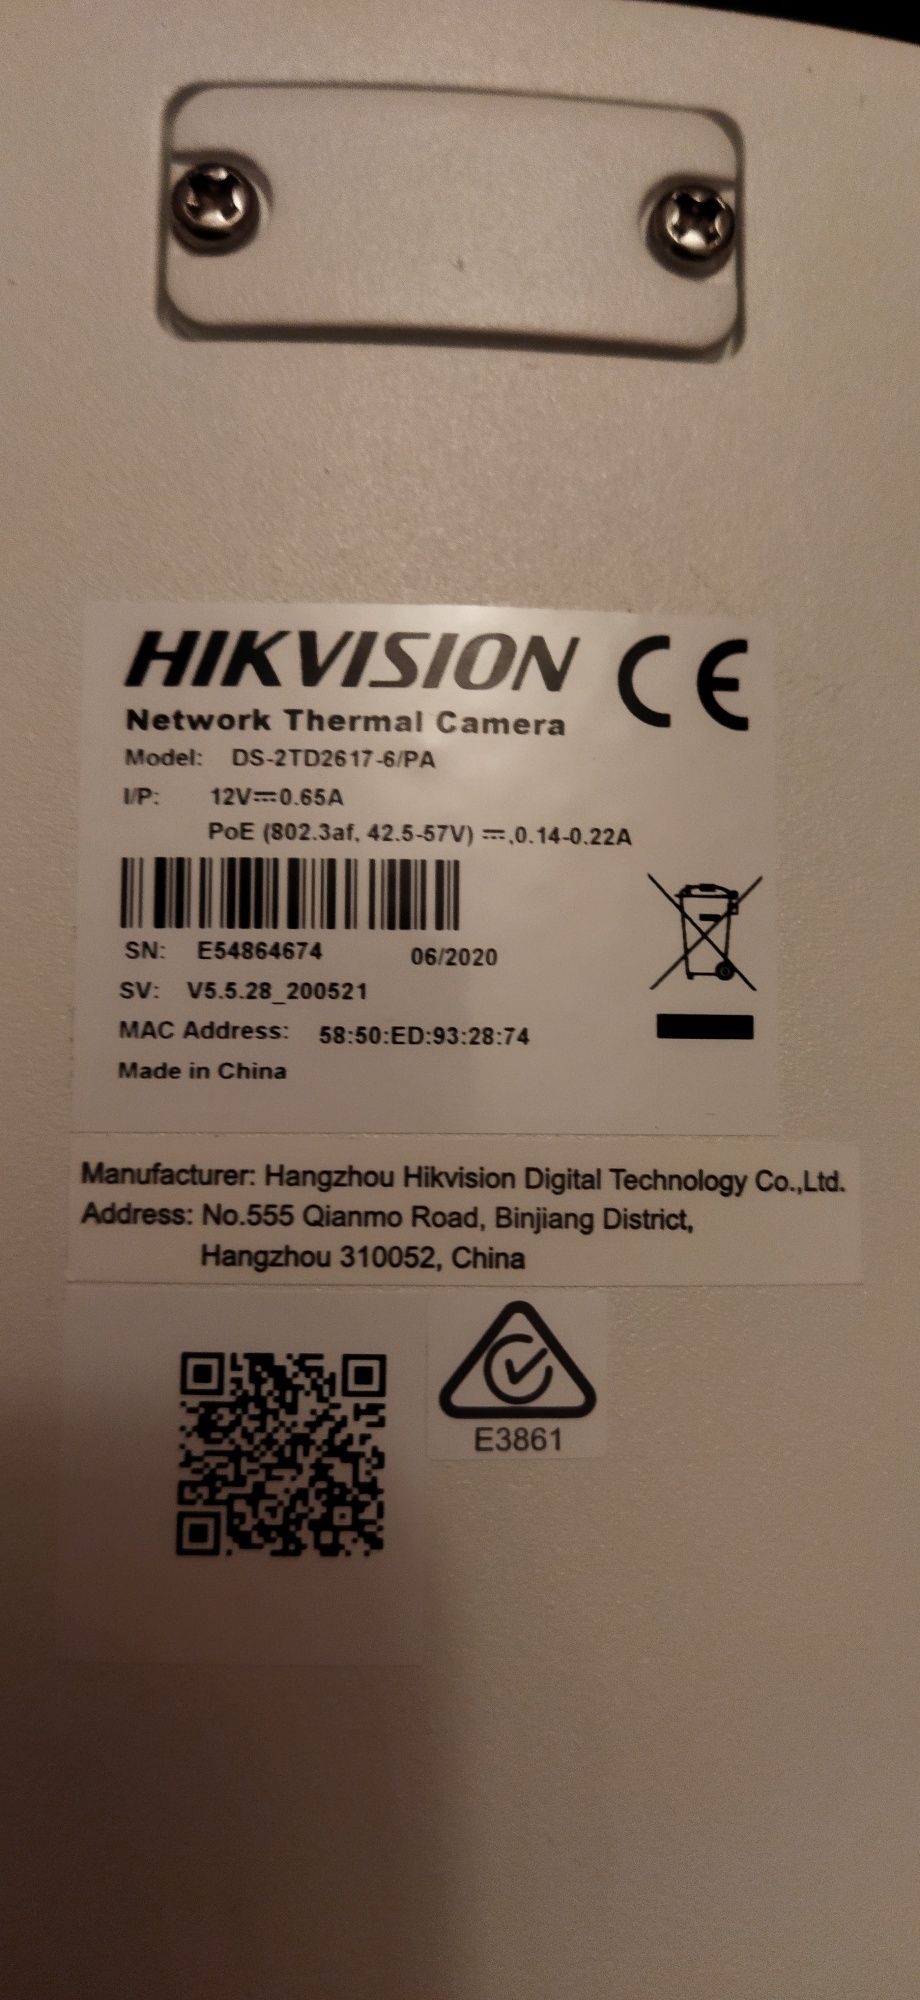 HIKVISION CE
Network Thermal Camera
Model: DS-2TD2617-6/PA
I/P: 12V⎓0.65A
PoE (802.3af, 42.5-57V) ⎓,0.14-0.22A
SN: E54864674 06/2020
SV: V5.5.28_200521
MAC Address: 58:50:ED:93:28:74
Made in China
Manufacturer: Hangzhou Hikvision Digital Technology Co.,Ltd.
Address: No.555 Qianmo Road, Binjiang District,
Hangzhou 310052, China
E3861